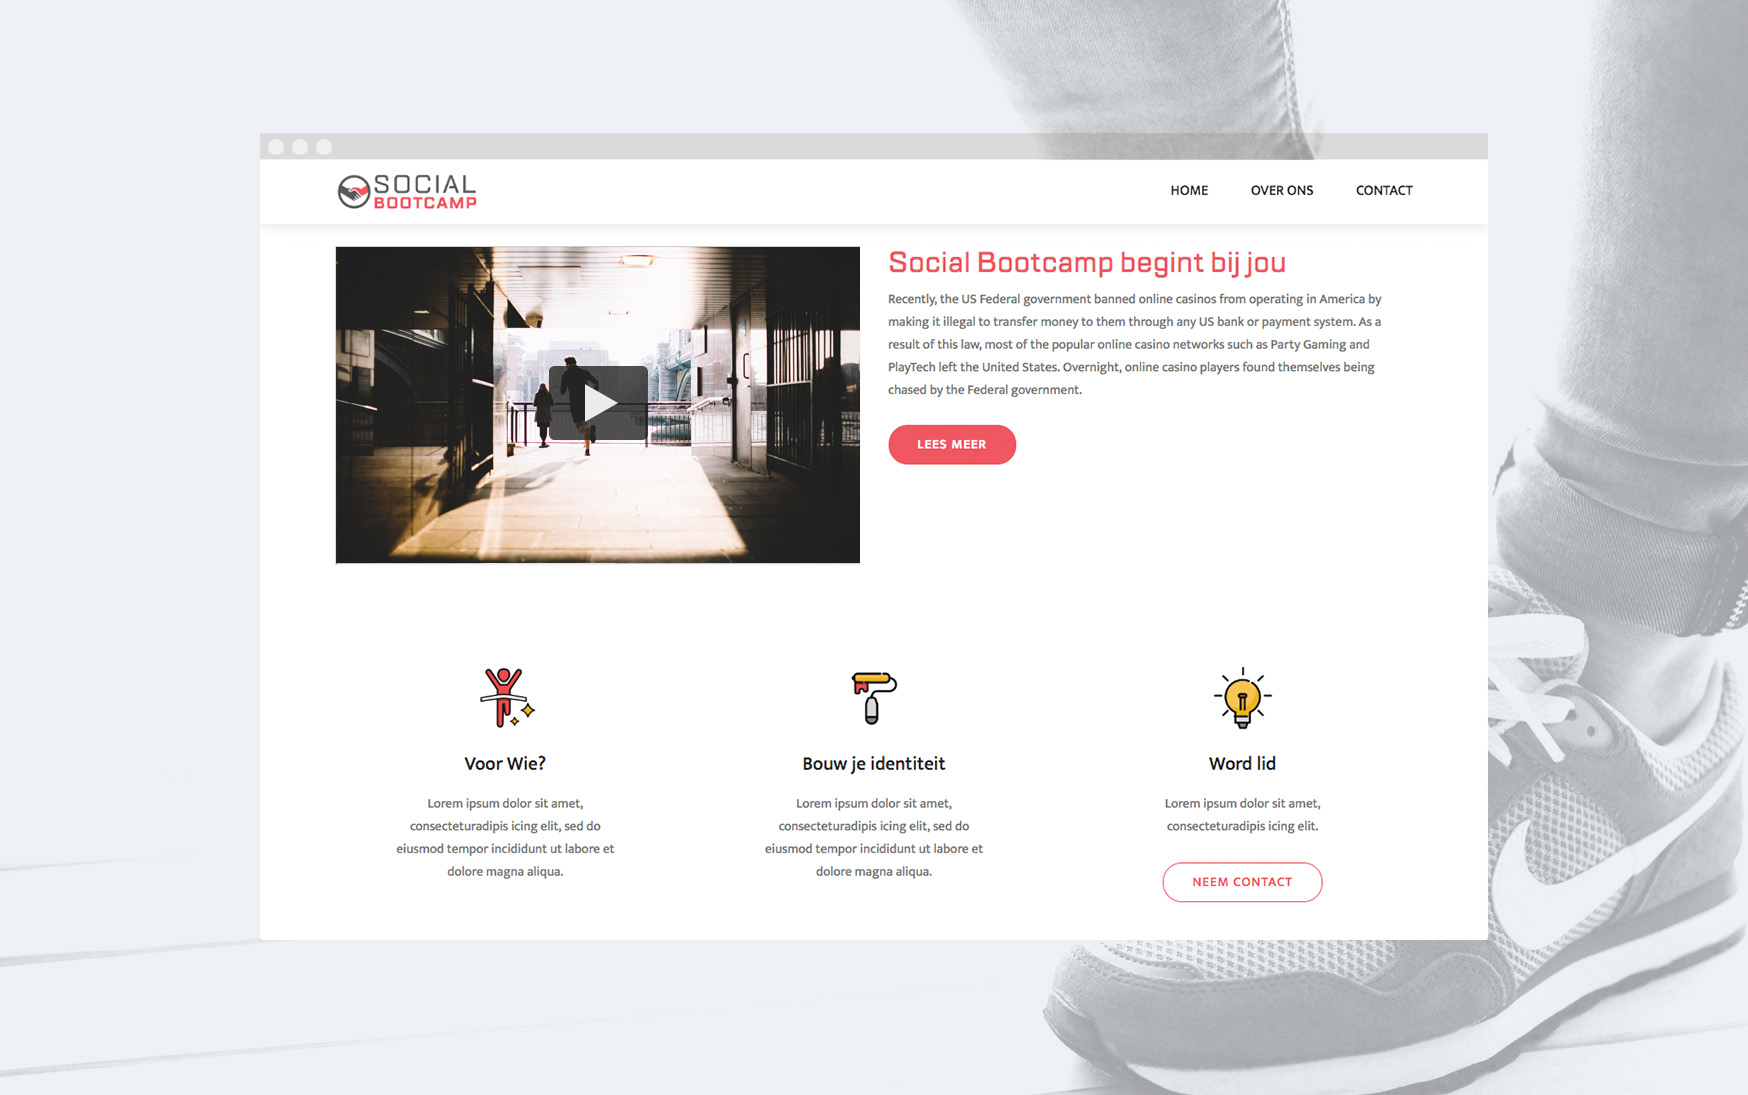 SOCIAL
BOOTCAMP
HOME
OVER ONS
CONTACT
Social Bootcamp begint bij jou
Recently, the US Federal government banned online casinos from operating in America by
making it illegal to transfer money to them through any US bank or payment system. As a
result of this law, most of the popular online casino networks such as Party Gaming and
PlayTech left the United States. Overnight, online casino players found themselves being
chased by the Federal government.
LEES MEER
Voor Wie?
Lorem ipsum dolor sit amet,
consecteturadipis icing elit, sed do
eiusmod tempor incididunt ut labore et
dolore magna aliqua.
Bouw je identiteit
Lorem ipsum dolor sit amet,
consecteturadipis icing elit, sed do
eiusmod tempor incididunt ut labore et
dolore magna aliqua.
Word lid
Lorem ipsum dolor sit amet,
consecteturadipis icing elit.
NEEM CONTACT